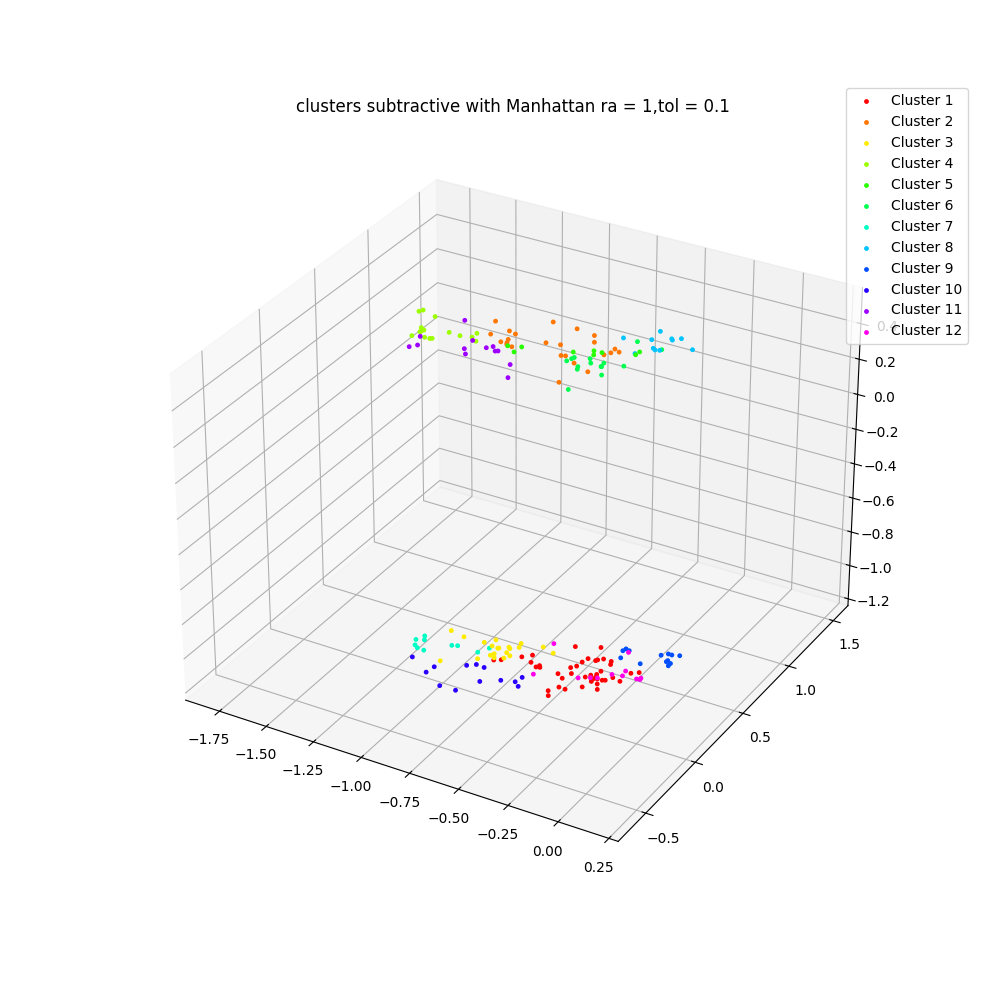 clusters subtractive with Manhattan ra = 1,tol = 0.1
Cluster 1
Cluster 2
Cluster 3
Cluster 4
Cluster 5
Cluster 6
Cluster 7
Cluster 8
Cluster 9
Cluster 10
Cluster 11
Cluster 12
0.2
0.0
−0.2
−0.4
−0.6
−0.8
−1.0
−1.2
1.5
1.0
0.5
0.0
−0.5
−1.75
−1.50
−1.25
−1.00
−0.75
−0.50
−0.25
0.00
0.25